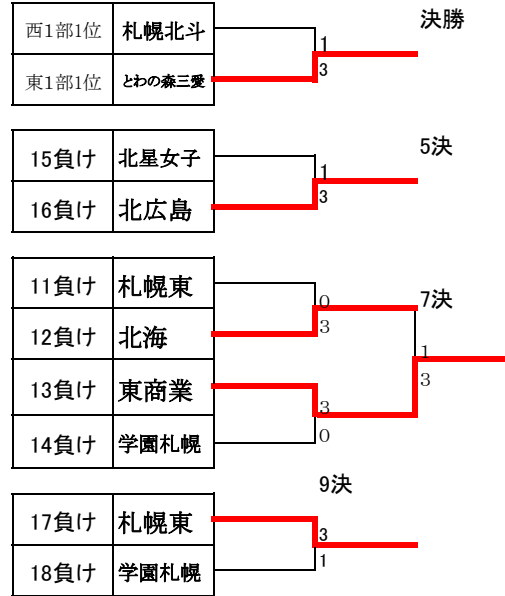 決勝
西1部1位 札幌北斗
1
東1部1位 とわの森三愛
3
5決
15負け 北星女子
1
16負け 北広島
3
7決
11負け 札幌東
0
12負け 北海
3
1
13負け 東商業
3
3
14負け 学園札幌
0
9決
17負け 札幌東
3
18負け 学園札幌
1